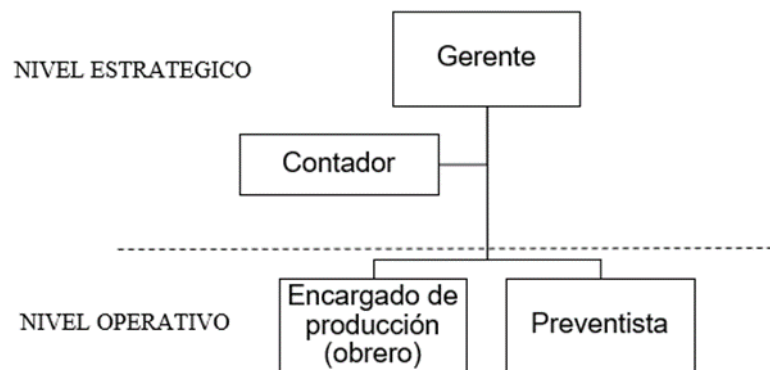 Gerente
NIVEL ESTRATEGICO
Contador
Encargado de
producción
(obrero)
NIVEL OPERATIVO
Preventista